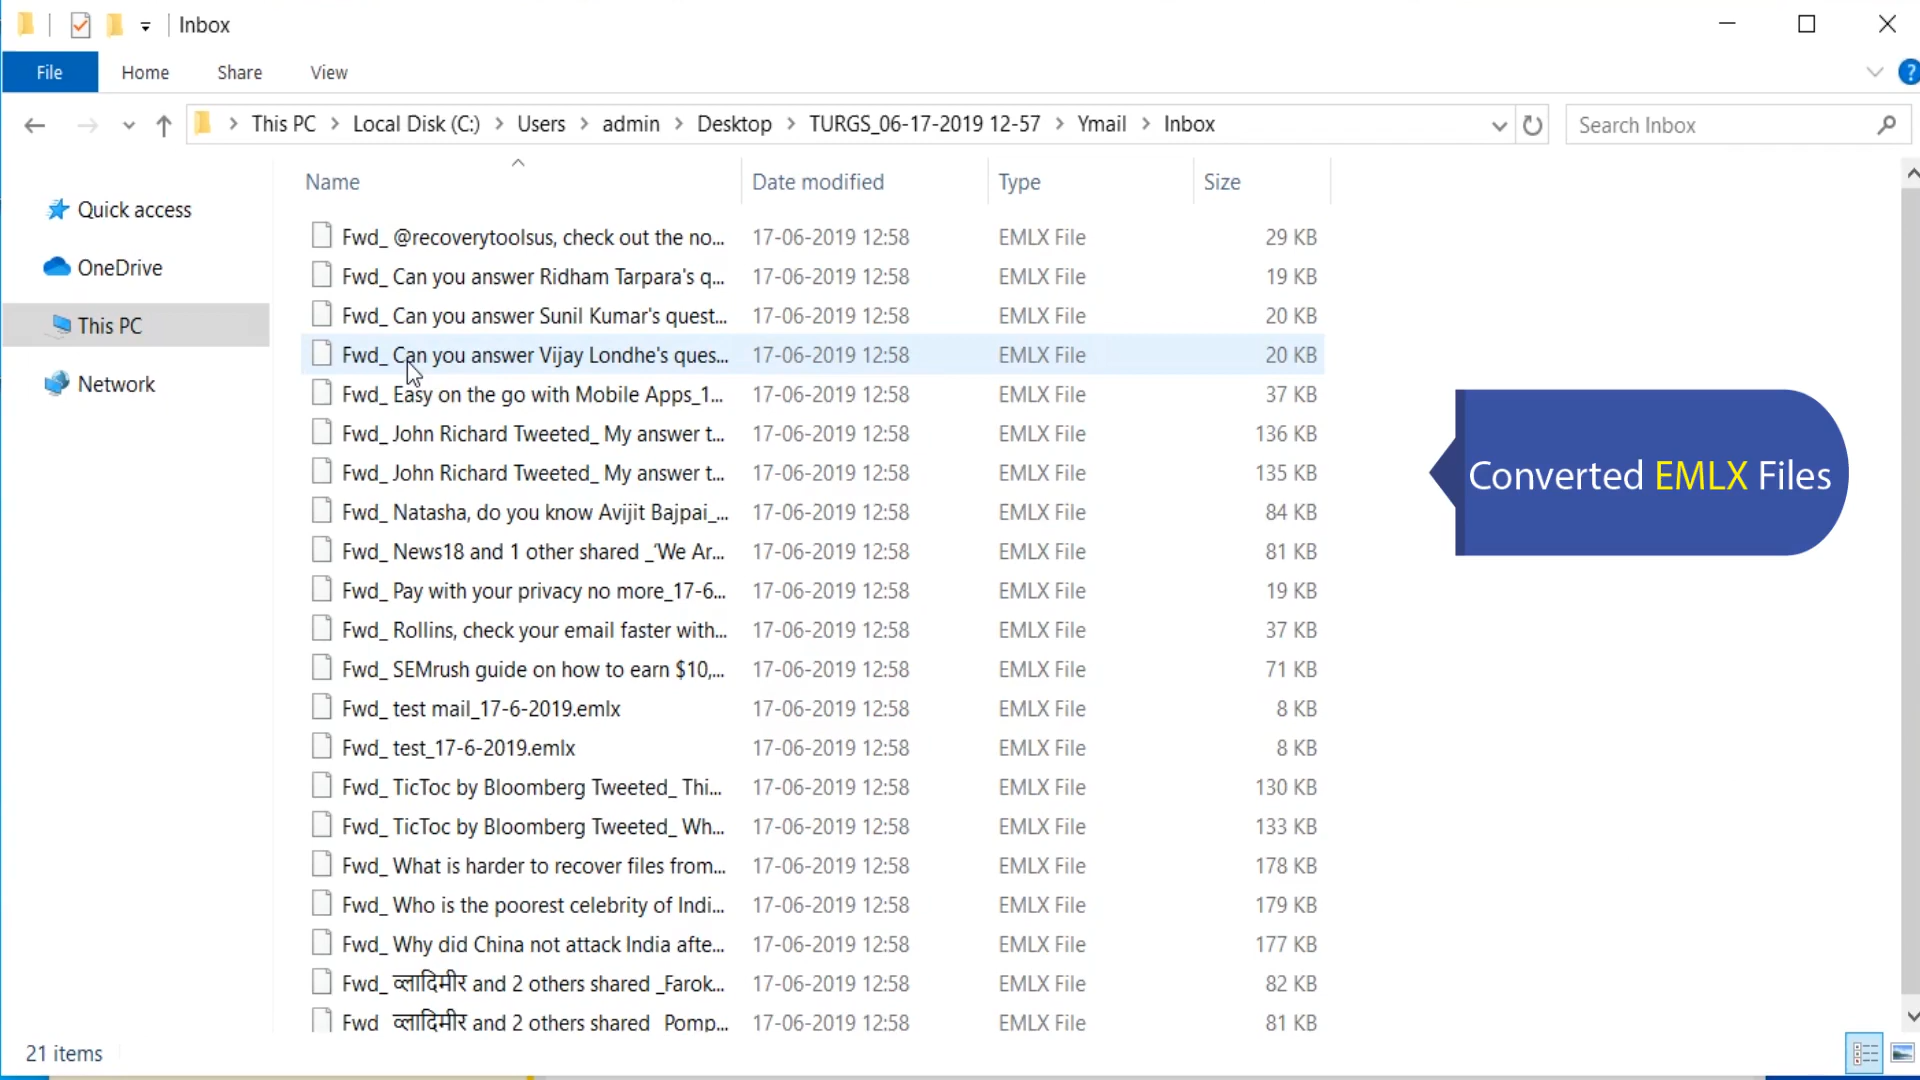 Inbox
File Home Share View
This PC Local Disk (C:) Users admin Desktop TURGS_06-17-2019 12-57 Ymail Inbox
Search Inbox
Quick access
OneDrive
This PC
Network
Name Date modified Type Size
Fwd_ @recoverytoolsus, check out the no... 17-06-2019 12:58 EMLX File 29 KB
Fwd_ Can you answer Ridham Tarpara's q... 17-06-2019 12:58 EMLX File 19 KB
Fwd_ Can you answer Sunil Kumar's quest... 17-06-2019 12:58 EMLX File 20 KB
Fwd_ Can you answer Vijay Londhe's ques... 17-06-2019 12:58 EMLX File 20 KB
Fwd_ Easy on the go with Mobile Apps_1... 17-06-2019 12:58 EMLX File 37 KB
Fwd_ John Richard Tweeted_ My answer t... 17-06-2019 12:58 EMLX File 136 KB
Fwd_ John Richard Tweeted_ My answer t... 17-06-2019 12:58 EMLX File 135 KB
Fwd_ Natasha, do you know Avijit Bajpai_... 17-06-2019 12:58 EMLX File 84 KB
Fwd_ News18 and 1 other shared _‘We Ar... 17-06-2019 12:58 EMLX File 81 KB
Fwd_ Pay with your privacy no more_17-6... 17-06-2019 12:58 EMLX File 19 KB
Fwd_ Rollins, check your email faster with... 17-06-2019 12:58 EMLX File 37 KB
Fwd_ SEMrush guide on how to earn $10,... 17-06-2019 12:58 EMLX File 71 KB
Fwd_ test mail_17-6-2019.emlx 17-06-2019 12:58 EMLX File 8 KB
Fwd_ test_17-6-2019.emlx 17-06-2019 12:58 EMLX File 8 KB
Fwd_ TicToc by Bloomberg Tweeted_ Thi... 17-06-2019 12:58 EMLX File 130 KB
Fwd_ TicToc by Bloomberg Tweeted_ Wh... 17-06-2019 12:58 EMLX File 133 KB
Fwd_ What is harder to recover files from... 17-06-2019 12:58 EMLX File 178 KB
Fwd_ Who is the poorest celebrity of Indi... 17-06-2019 12:58 EMLX File 179 KB
Fwd_ Why did China not attack India afte... 17-06-2019 12:58 EMLX File 177 KB
Fwd_ व्लादिमीर and 2 others shared _Farok... 17-06-2019 12:58 EMLX File 82 KB
Fwd_ व्लादिमीर and 2 others shared_Pomp... 17-06-2019 12:58 EMLX File 81 KB
Converted EMLX Files
21 items